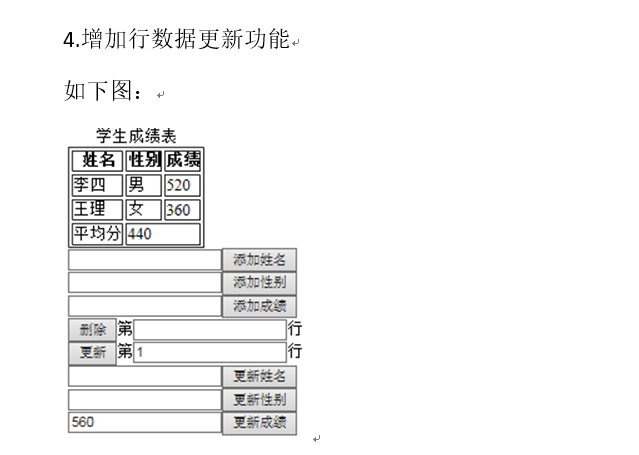 4.增加行数据更新功能
如下图：
学生成绩表
姓名 性别 成绩
李四 男 520
王理 女 360
平均分 440
添加姓名
添加性别
添加成绩
删除 第 行
更新 第 1 行
更新姓名
更新性别
560 更新成绩